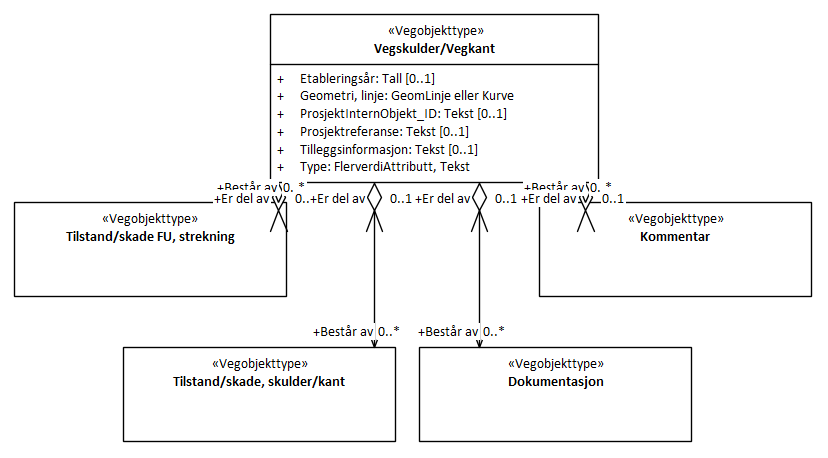 «Vegobjekttype»
Vegskulder/Vegkant
+ Etableringsår: Tall [0..1]
+ Geometri, linje: GeomLinje eller Kurve
+ ProsjektInternObjekt_ID: Tekst [0..1]
+ Prosjektreferanse: Tekst [0..1]
+ Tilleggsinformasjon: Tekst [0..1]
+ Type: FlerverdiAttributt, Tekst
+Består av 0..*
+Består av 0..*
+Er del av 0..
+Er del av 0..1
+Er del av 0..1
+Er del av 0..1
«Vegobjekttype»
Tilstand/skade FU, strekning
«Vegobjekttype»
Kommentar
+Består av 0..*
+Består av 0..*
«Vegobjekttype»
Tilstand/skade, skulder/kant
«Vegobjekttype»
Dokumentasjon